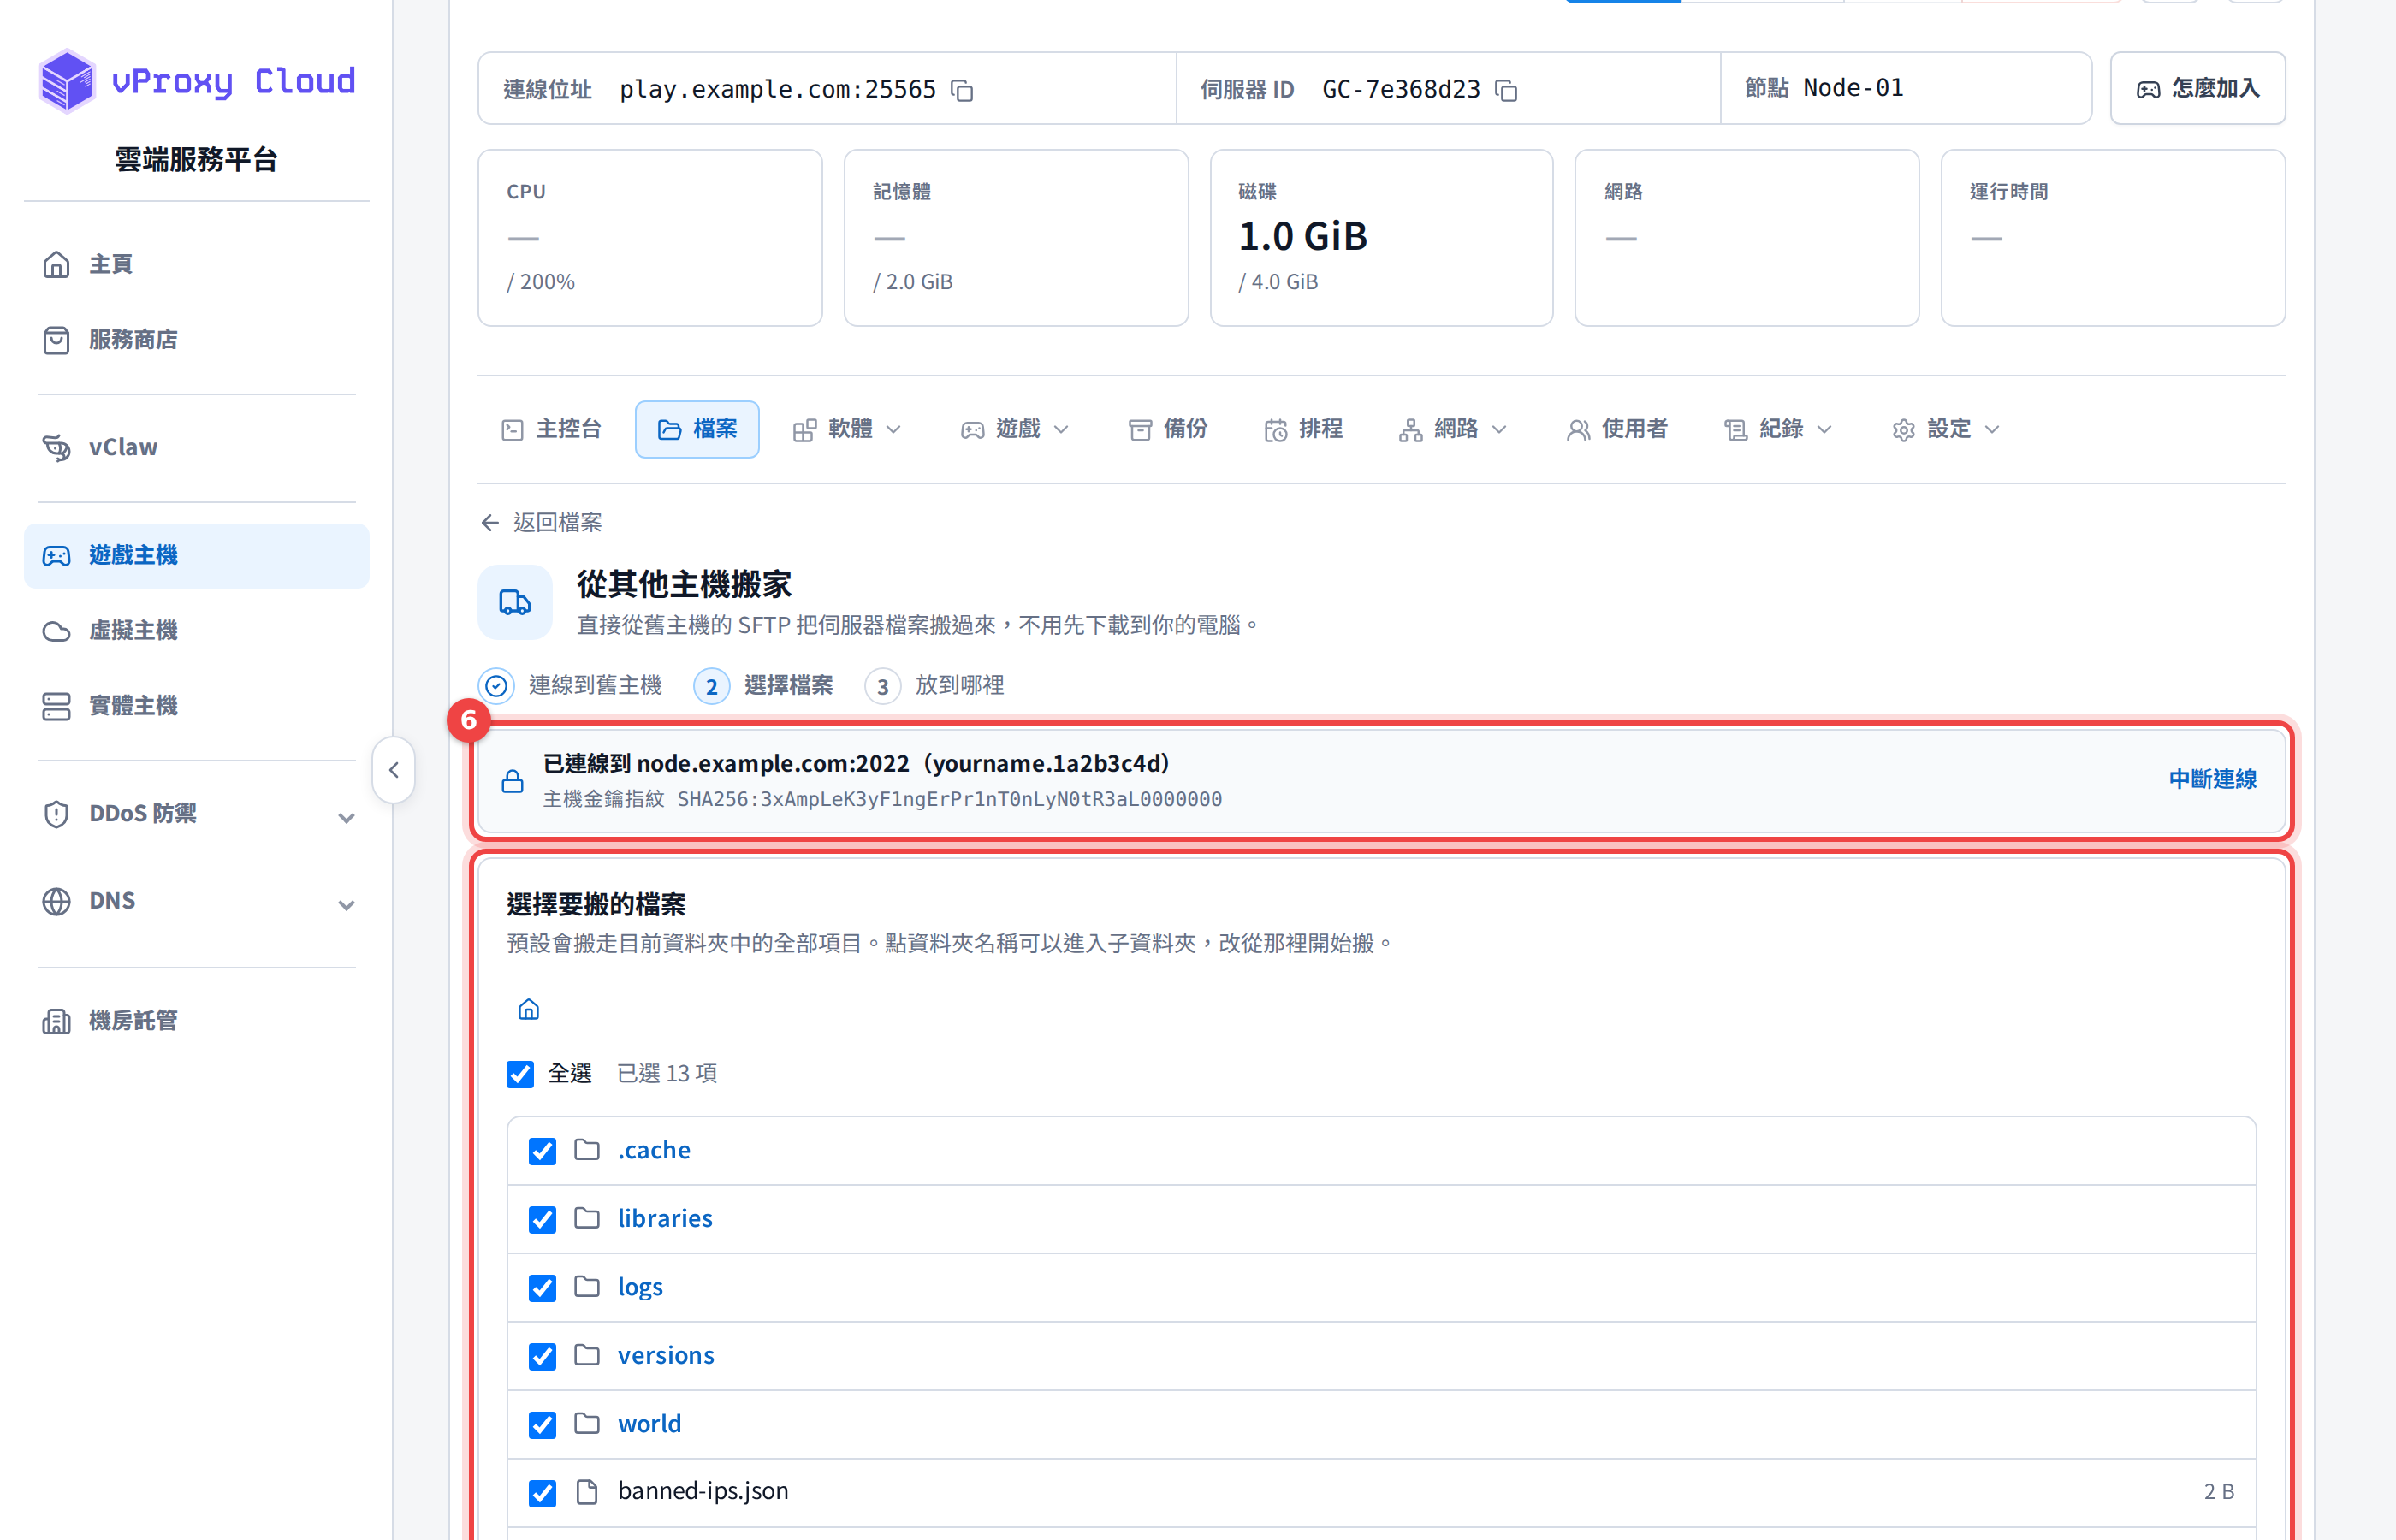 vProxy Cloud
雲端服務平台
主頁
服務商店
vClaw
遊戲主機
虛擬主機
實體主機
DDoS 防禦
DNS
機房託管
連線位址 play.example.com:25565
伺服器 ID GC-7e368d23
節點 Node-01
怎麼加入
CPU
—
/ 200%
記憶體
—
/ 2.0 GiB
磁碟
1.0 GiB
/ 4.0 GiB
網路
—
運行時間
—
主控台 檔案 軟體 遊戲 備份 排程 網路 使用者 紀錄 設定
返回檔案
從其他主機搬家
直接從舊主機的 SFTP 把伺服器檔案搬過來，不用先下載到你的電腦。
連線到舊主機 2 選擇檔案 3 放到哪裡
6
已連線到 node.example.com:2022（yourname.1a2b3c4d）
主機金鑰指紋 SHA256:3xAmpLeK3yF1ngErPr1nT0nLyN0tR3aL0000000
中斷連線
選擇要搬的檔案
預設會搬走目前資料夾中的全部項目。點資料夾名稱可以進入子資料夾，改從那裡開始搬。
全選 已選 13 項
.cache
libraries
logs
versions
world
banned-ips.json 2 B